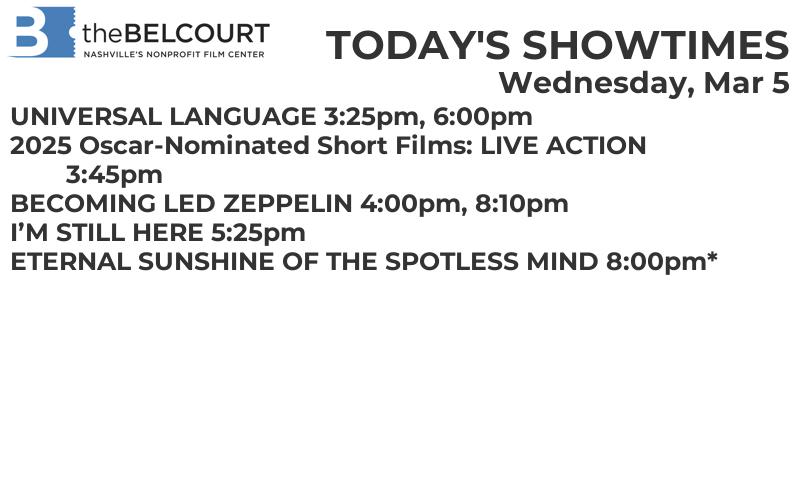 B theBELCOURT
NASHVILLE'S NONPROFIT FILM CENTER
TODAY'S SHOWTIMES
Wednesday, Mar 5
UNIVERSAL LANGUAGE 3:25pm, 6:00pm
2025 Oscar-Nominated Short Films: LIVE ACTION
3:45pm
BECOMING LED ZEPPELIN 4:00pm, 8:10pm
I’M STILL HERE 5:25pm
ETERNAL SUNSHINE OF THE SPOTLESS MIND 8:00pm*